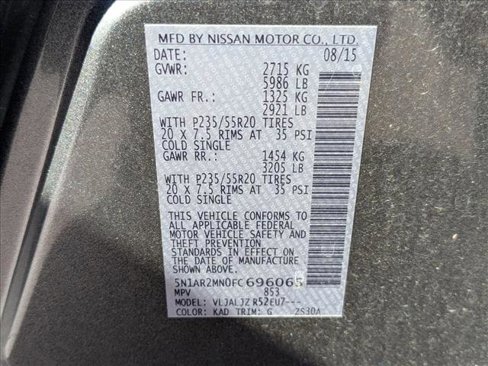 MFD BY NISSAN MOTOR CO., LTD.
DATE: 08/15
GVWR: 2715 KG
5986 LB
GAWR FR.: 1325 KG
2921 LB
WITH P235/55R20 TIRES
20 X 7.5 RIMS AT 35 PSI
COLD SINGLE
GAWR RR.: 1454 KG
3205 LB
WITH P235/55R20 TIRES
20 X 7.5 RIMS AT 35 PSI
COLD SINGLE
THIS VEHICLE CONFORMS TO
ALL APPLICABLE FEDERAL
MOTOR VEHICLE SAFETY
AND THEFT PREVENTION
STANDARDS IN EFFECT ON
THE DATE OF MANUFACTURE
SHOWN ABOVE.
5N1AR2MN0FC696065
MPV 853
MODEL: VLJALJZ R52EU7---
COLOR: KAD TRIM: G ZS30A